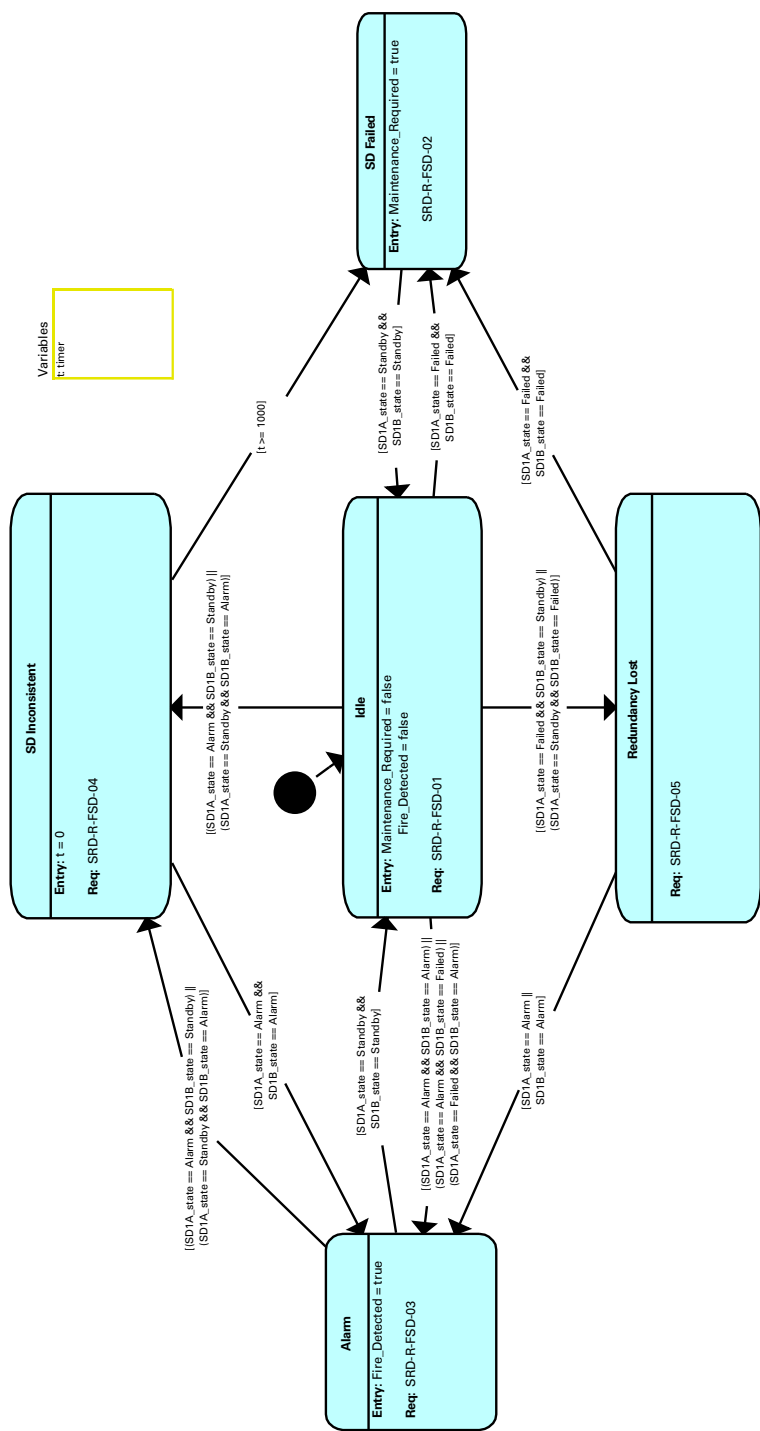 Variables
t: timer
SD Inconsistent
Entry: t = 0
Req: SRD-R-FSD-04
[(SD1A_state == Alarm && SD1B_state == Standby) ||
(SD1A_state == Standby && SD1B_state == Alarm)]
[SD1A_state == Alarm &&
SD1B_state == Alarm]
[(SD1A_state == Alarm && SD1B_state == Standby) ||
(SD1A_state == Standby && SD1B_state == Alarm)]
[t >= 1000]
Alarm
Entry: Fire_Detected = true
Req: SRD-R-FSD-03
[SD1A_state == Standby &&
SD1B_state == Standby]
[(SD1A_state == Alarm && SD1B_state == Alarm) ||
(SD1A_state == Alarm && SD1B_state == Failed) ||
(SD1A_state == Failed && SD1B_state == Alarm)]
Idle
Entry: Maintenance_Required = false
Fire_Detected = false
Req: SRD-R-FSD-01
[SD1A_state == Standby &&
SD1B_state == Standby]
[SD1A_state == Failed &&
SD1B_state == Failed]
SD Failed
Entry: Maintenance_Required = true
SRD-R-FSD-02
[SD1A_state == Alarm ||
SD1B_state == Alarm]
[(SD1A_state == Failed && SD1B_state == Standby) ||
(SD1A_state == Standby && SD1B_state == Failed)]
[SD1A_state == Failed &&
SD1B_state == Failed]
Redundancy Lost
Req: SRD-R-FSD-05